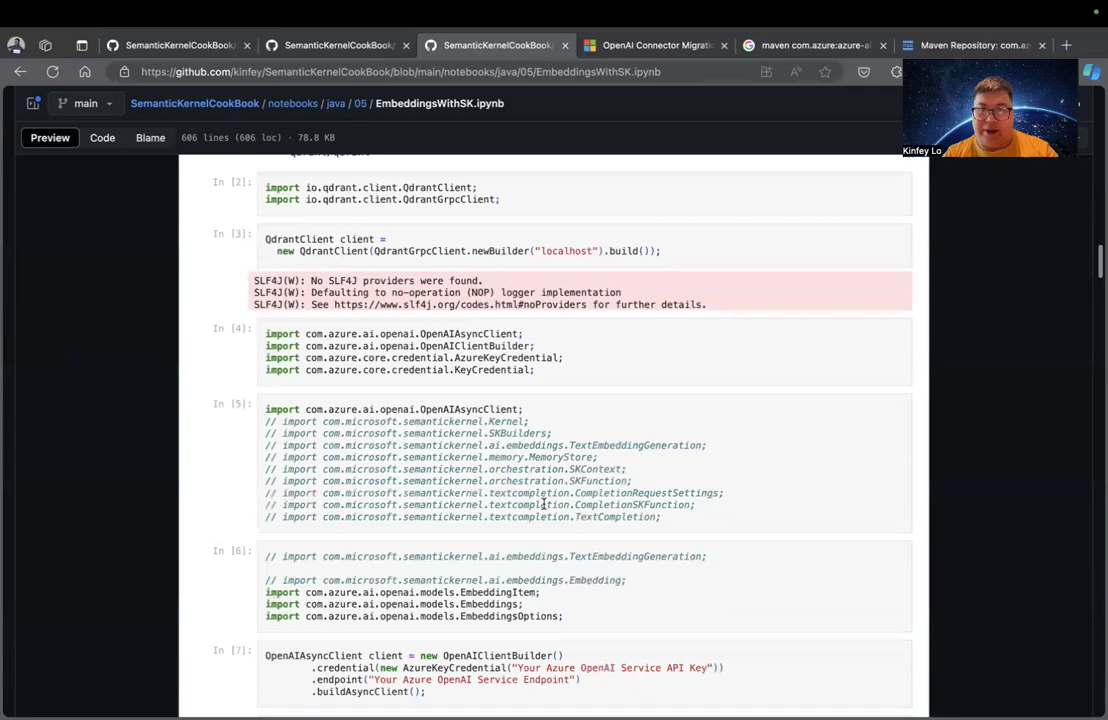 SemanticKernelCookBook/
SemanticKernelCookBook/
SemanticKernelCookBook/
OpenAI Connector Migrati
maven com.azure:azure-a
Maven Repository: com.az
https://github.com/kinfey/SemanticKernelCookBook/blob/main/notebooks/java/05/EmbeddingsWithSK.ipynb
main
SemanticKernelCookBook / notebooks / java / 05 / EmbeddingsWithSK.ipynb
Preview
Code
Blame
606 lines (606 loc) · 78.8 KB
Kinfey Lo
In [2]:
import io.qdrant.client.QdrantClient;
import io.qdrant.client.QdrantGrpcClient;
In [3]:
QdrantClient client =
new QdrantClient(QdrantGrpcClient.newBuilder("localhost").build());
SLF4J(W): No SLF4J providers were found.
SLF4J(W): Defaulting to no-operation (NOP) logger implementation
SLF4J(W): See https://www.slf4j.org/codes.html#noProviders for further details.
In [4]:
import com.azure.ai.openai.OpenAIAsyncClient;
import com.azure.ai.openai.OpenAIClientBuilder;
import com.azure.core.credential.AzureKeyCredential;
import com.azure.core.credential.KeyCredential;
In [5]:
import com.azure.ai.openai.OpenAIAsyncClient;
// import com.microsoft.semantickernel.Kernel;
// import com.microsoft.semantickernel.SKBuilders;
// import com.microsoft.semantickernel.ai.embeddings.TextEmbeddingGeneration;
// import com.microsoft.semantickernel.memory.MemoryStore;
// import com.microsoft.semantickernel.orchestration.SKContext;
// import com.microsoft.semantickernel.orchestration.SKFunction;
// import com.microsoft.semantickernel.textcompletion.CompletionRequestSettings;
// import com.microsoft.semantickernel.textcompletion.CompletionSKFunction;
// import com.microsoft.semantickernel.textcompletion.TextCompletion;
In [6]:
// import com.microsoft.semantickernel.ai.embeddings.TextEmbeddingGeneration;
// import com.microsoft.semantickernel.ai.embeddings.Embedding;
import com.azure.ai.openai.models.EmbeddingItem;
import com.azure.ai.openai.models.Embeddings;
import com.azure.ai.openai.models.EmbeddingsOptions;
In [7]:
OpenAIAsyncClient client = new OpenAIClientBuilder()
.credential(new AzureKeyCredential("Your Azure OpenAI Service API Key"))
.endpoint("Your Azure OpenAI Service Endpoint")
.buildAsyncClient();